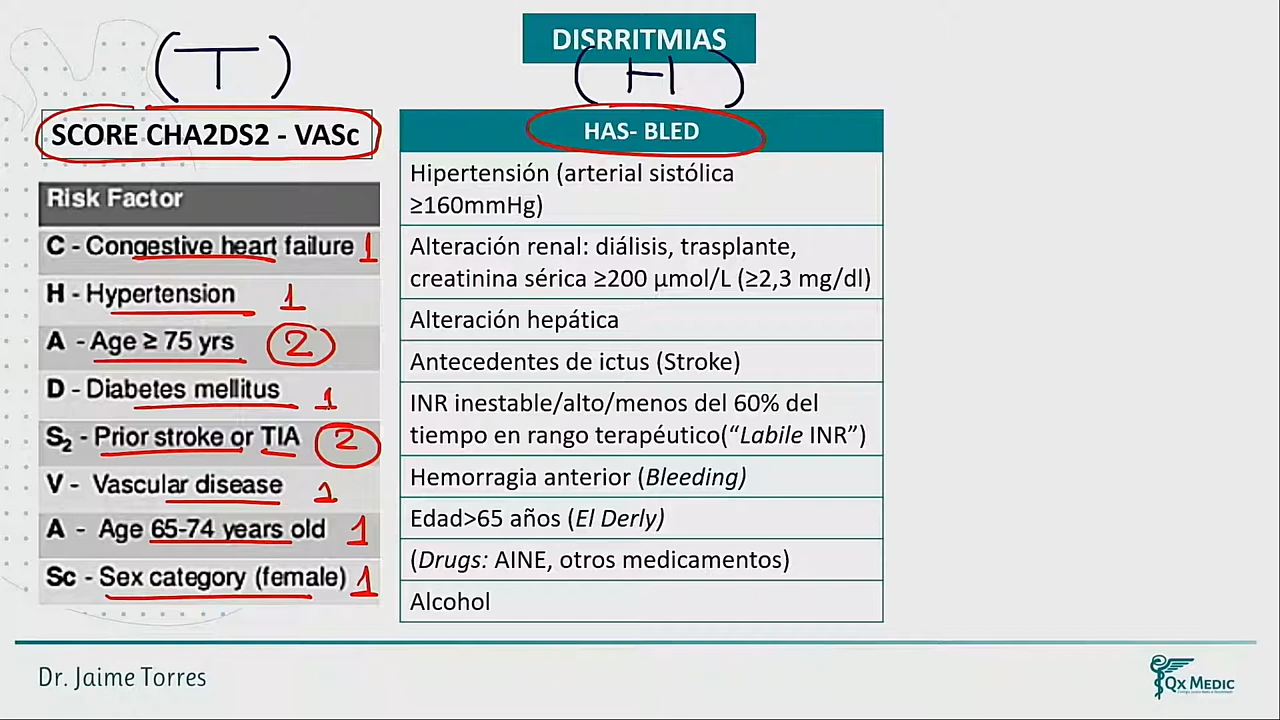 DISRRITMIAS
(T)
(H)
SCORE CHA2DS2 - VASc
Risk Factor
C - Congestive heart failure 1
H - Hypertension 1
A - Age ≥ 75 yrs 2
D - Diabetes mellitus 1
S₂ - Prior stroke or TIA 2
V - Vascular disease 1
A - Age 65-74 years old 1
Sc - Sex category (female) 1
HAS- BLED
Hipertensión (arterial sistólica
≥160mmHg)
Alteración renal: diálisis, trasplante,
creatinina sérica ≥200 µmol/L (≥2,3 mg/dl)
Alteración hepática
Antecedentes de ictus (Stroke)
INR inestable/alto/menos del 60% del
tiempo en rango terapéutico(“Labile INR”)
Hemorragia anterior (Bleeding)
Edad>65 años (El Derly)
(Drugs: AINE, otros medicamentos)
Alcohol
Dr. Jaime Torres
QX MEDIC